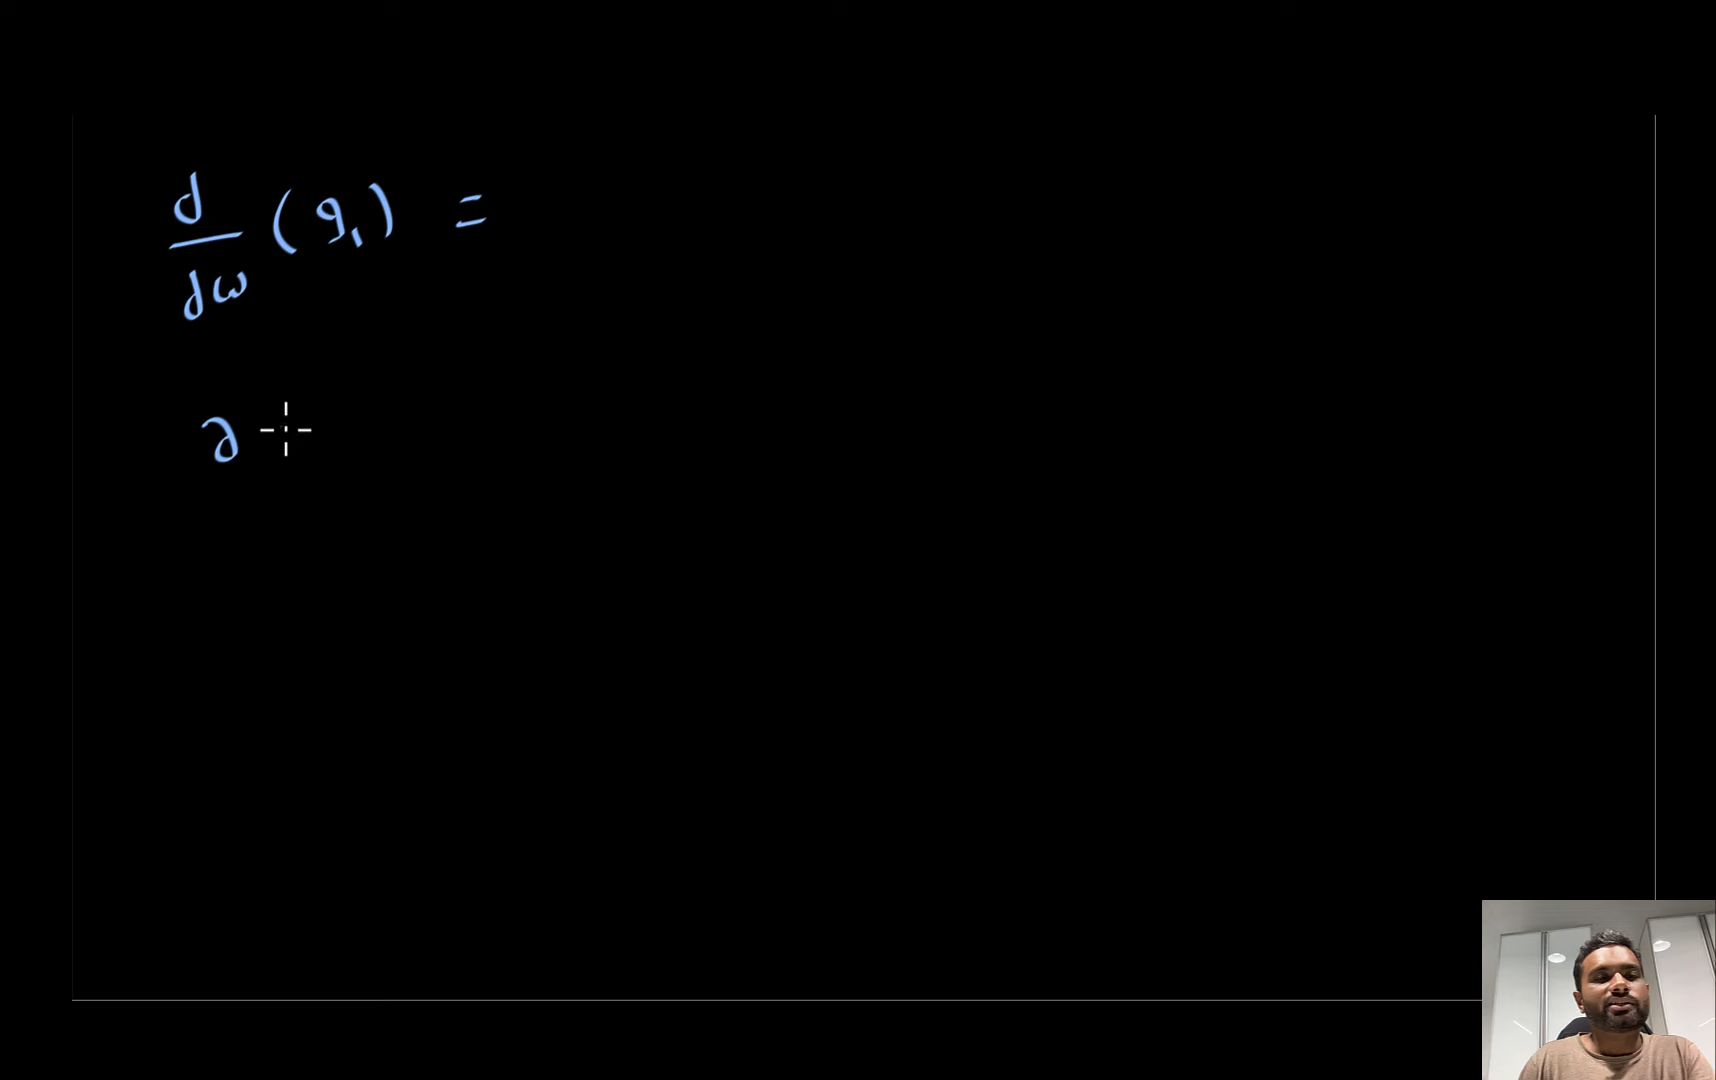 d/dω (g₁) =
∂